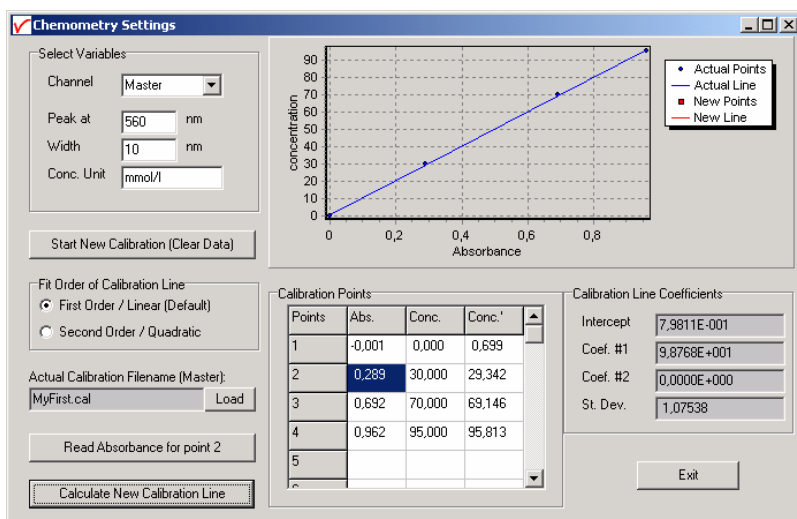 Chemometry Settings
Select Variables
Channel Master
Peak at 560 nm
Width 10 nm
Conc. Unit mmol/l
Start New Calibration (Clear Data)
Fit Order of Calibration Line
First Order / Linear (Default)
Second Order / Quadratic
Actual Calibration Filename (Master):
MyFirst.cal Load
Read Absorbance for point 2
Calculate New Calibration Line
concentration
90
80
70
60
50
40
30
20
10
0
0 0,2 0,4 0,6 0,8
Absorbance
Actual Points
Actual Line
New Points
New Line
Calibration Points
Points Abs. Conc. Conc.'
1 -0,001 0,000 0,699
2 0,289 30,000 29,342
3 0,692 70,000 69,146
4 0,962 95,000 95,813
5
Calibration Line Coefficients
Intercept 7,9811E-001
Coef. #1 9,8768E+001
Coef. #2 0,0000E+000
St. Dev. 1,07538
Exit